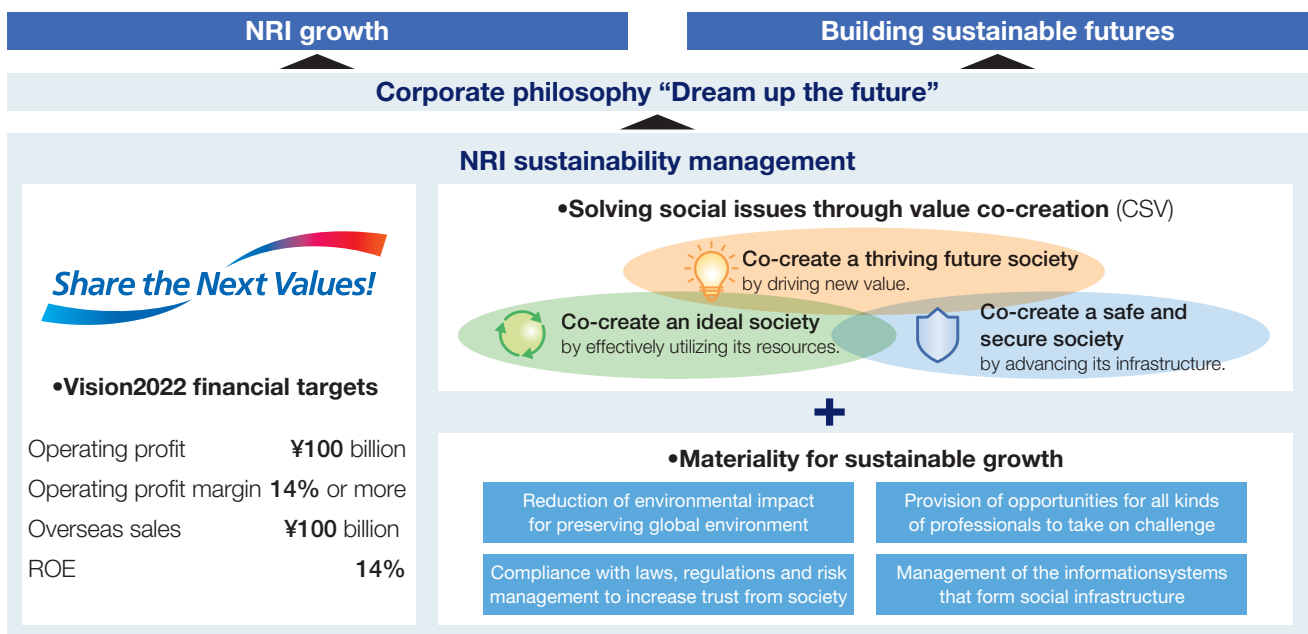 NRI growth
Building sustainable futures
Corporate philosophy “Dream up the future”
NRI sustainability management
Share the Next Values!
•Vision2022 financial targets
Operating profit ¥100 billion
Operating profit margin 14% or more
Overseas sales ¥100 billion
ROE 14%
•Solving social issues through value co-creation (CSV)
Co-create a thriving future society
by driving new value.
Co-create an ideal society
by effectively utilizing its resources.
Co-create a safe and
secure society
by advancing its infrastructure.
+
•Materiality for sustainable growth
Reduction of environmental impact
for preserving global environment
Provision of opportunities for all kinds
of professionals to take on challenge
Compliance with laws, regulations and risk
management to increase trust from society
Management of the informationsystems
that form social infrastructure